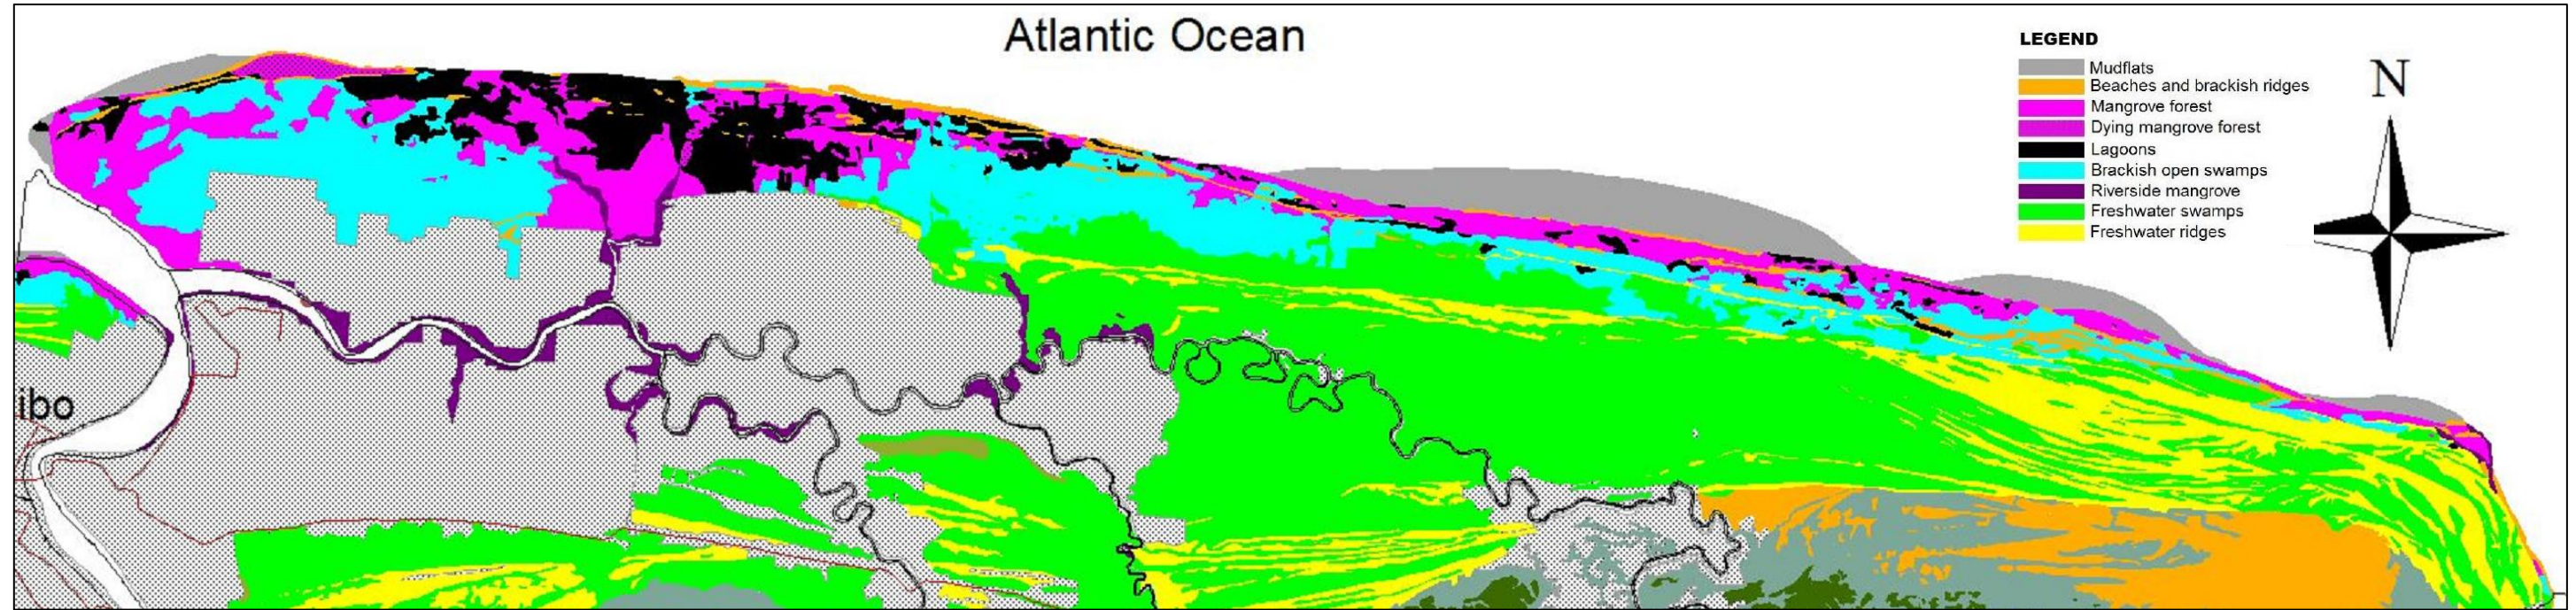 Atlantic Ocean
LEGEND
Mudflats
Beaches and brackish ridges
Mangrove forest
Dying mangrove forest
Lagoons
Brackish open swamps
Riverside mangrove
Freshwater swamps
Freshwater ridges
N
ibo